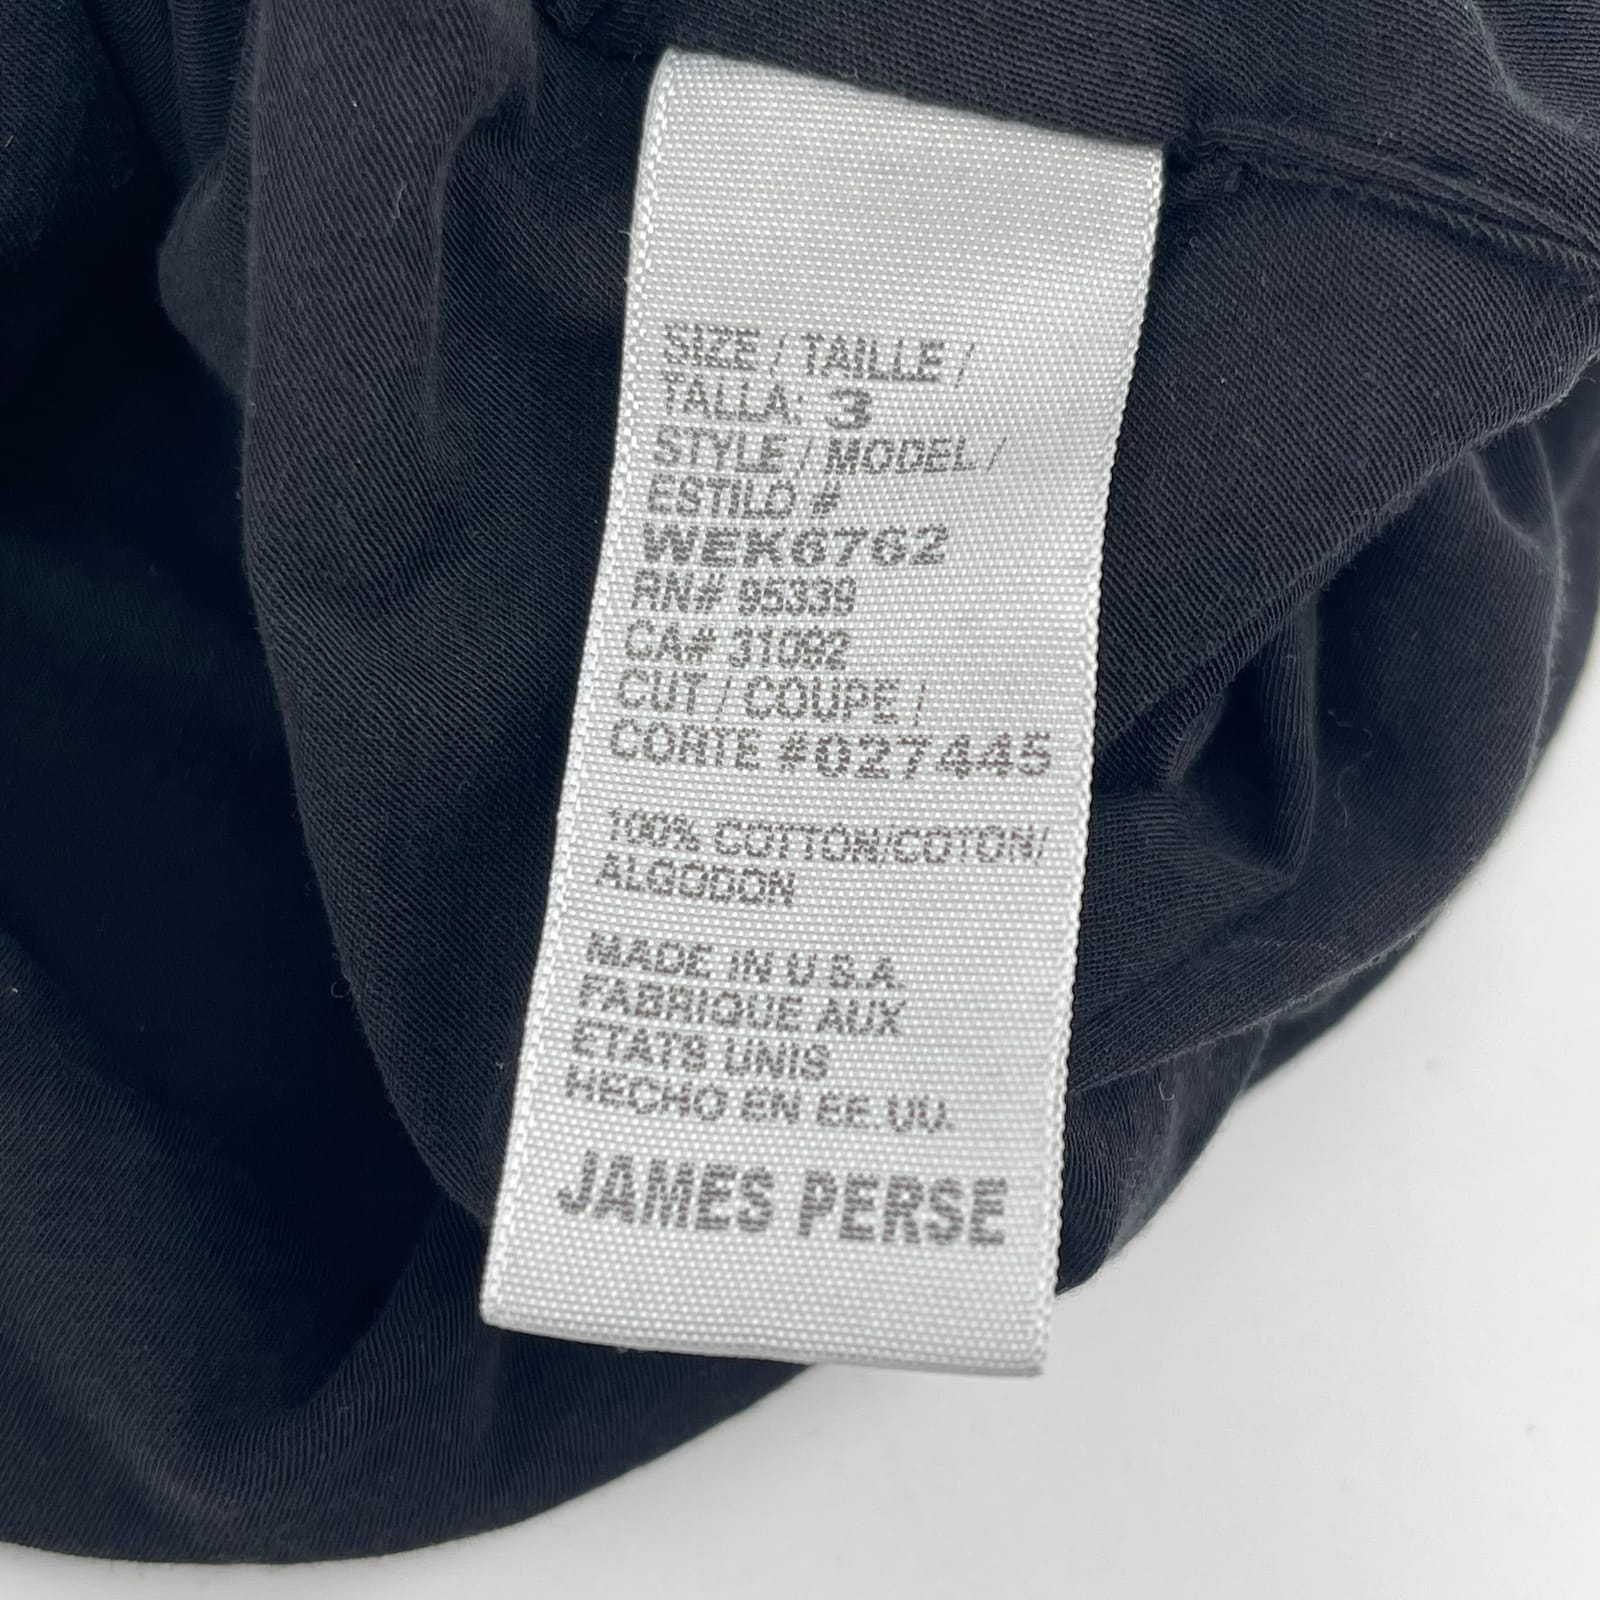 SIZE / TAILLE /
TALLA: 3
STYLE / MODEL /
ESTILO #
WEK6762
RN# 95339
CA# 31092
CUT / COUPE /
CORTE #027445
100% COTTON/COTON/
ALGODON
MADE IN U.S.A.
FABRIQUE AUX
ETATS UNIS
HECHO EN EE.UU.
JAMES PERSE